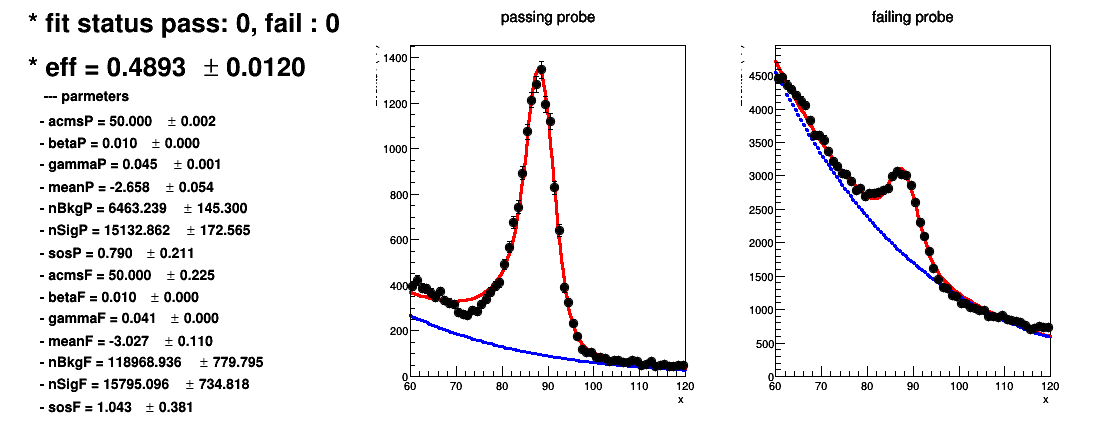 * fit status pass: 0, fail : 0
* eff = 0.4893 ± 0.0120
--- parmeters
- acmsP = 50.000 ± 0.002
- betaP = 0.010 ± 0.000
- gammaP = 0.045 ± 0.001
- meanP = -2.658 ± 0.054
- nBkgP = 6463.239 ± 145.300
- nSigP = 15132.862 ± 172.565
- sosP = 0.790 ± 0.211
- acmsF = 50.000 ± 0.225
- betaF = 0.010 ± 0.000
- gammaF = 0.041 ± 0.000
- meanF = -3.027 ± 0.110
- nBkgF = 118968.936 ± 779.795
- nSigF = 15795.096 ± 734.818
- sosF = 1.043 ± 0.381
passing probe
1400
1200
1000
800
600
400
200
0
60 70 80 90 100 110 120
x
failing probe
4500
4000
3500
3000
2500
2000
1500
1000
500
0
60 70 80 90 100 110 120
x